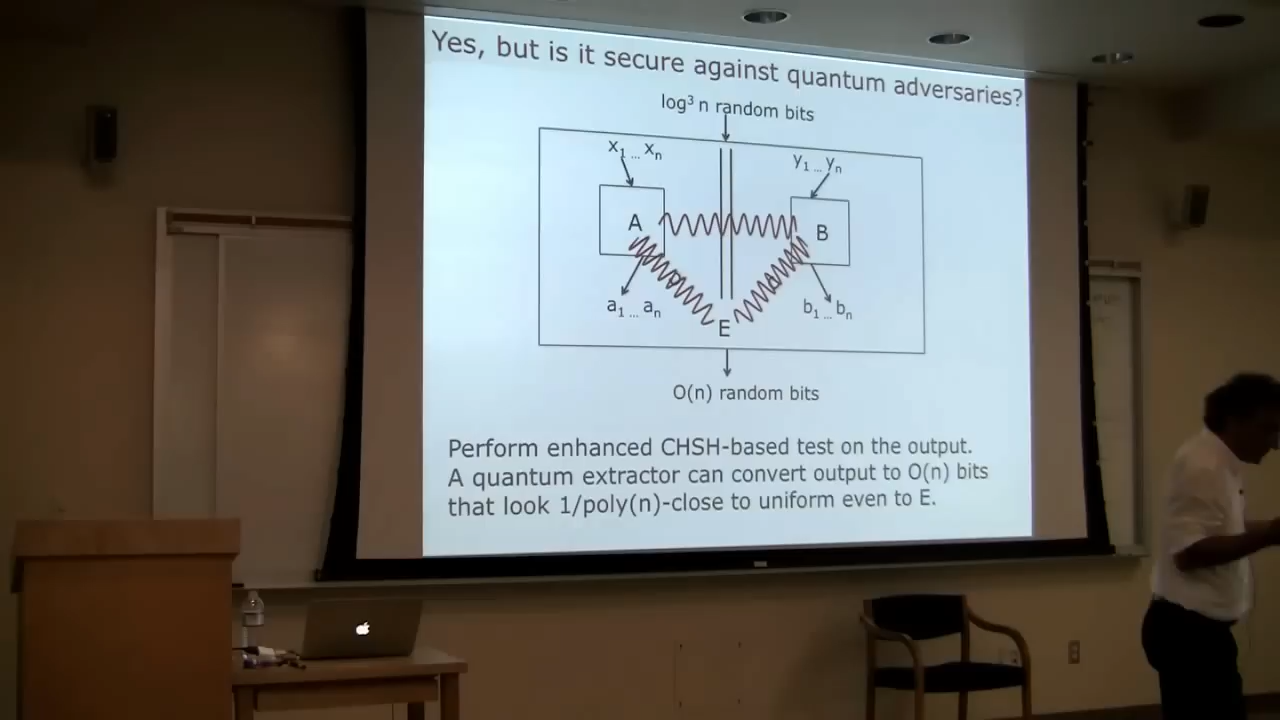 Yes, but is it secure against quantum adversaries?
log³ n random bits
x₁ ... xₙ
y₁ ... yₙ
A
B
a₁ ... aₙ
E
b₁ ... bₙ
O(n) random bits
Perform enhanced CHSH-based test on the output.
A quantum extractor can convert output to O(n) bits
that look 1/poly(n)-close to uniform even to E.